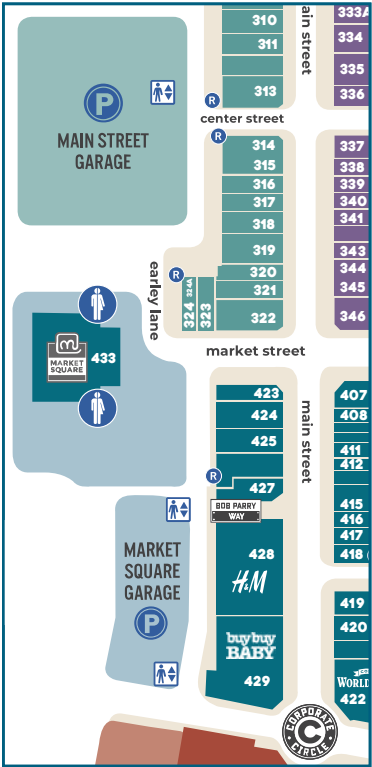 310
311
313
ain street
333A
334
335
336
P
MAIN STREET
GARAGE
R
center street
R
314
315
316
317
318
319
320
321
322
323
324
324A
R
337
338
339
340
341
343
344
345
346
earley lane
market street
m
MARKET
SQUARE
433
main street
423
424
425
R
427
BOB PARRY
WAY
428
H&M
buybuy
BABY
429
407
408
411
412
415
416
417
418
419
420
WORLD
422
MARKET
SQUARE
GARAGE
P
CORPORATE
C
CIRCLE